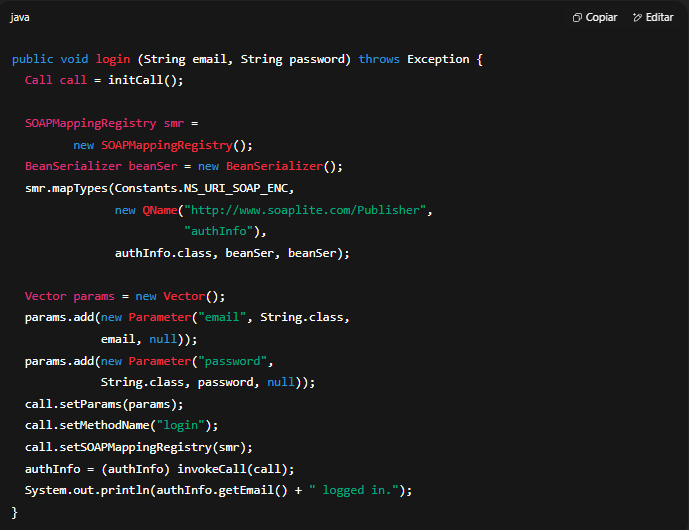 java
Copiar
Editar
public void login (String email, String password) throws Exception {
  Call call = initCall();

  SOAPMappingRegistry smr =
         new SOAPMappingRegistry();
  BeanSerializer beanSer = new BeanSerializer();
  smr.mapTypes(Constants.NS_URI_SOAP_ENC,
               new QName("http://www.soaplite.com/Publisher",
                         "authInfo"),
               authInfo.class, beanSer, beanSer);

  Vector params = new Vector();
  params.add(new Parameter("email", String.class,
             email, null));
  params.add(new Parameter("password",
             String.class, password, null));
  call.setParams(params);
  call.setMethodName("login");
  call.setSOAPMappingRegistry(smr);
  authInfo = (authInfo) invokeCall(call);
  System.out.println(authInfo.getEmail() + " logged in.");
}